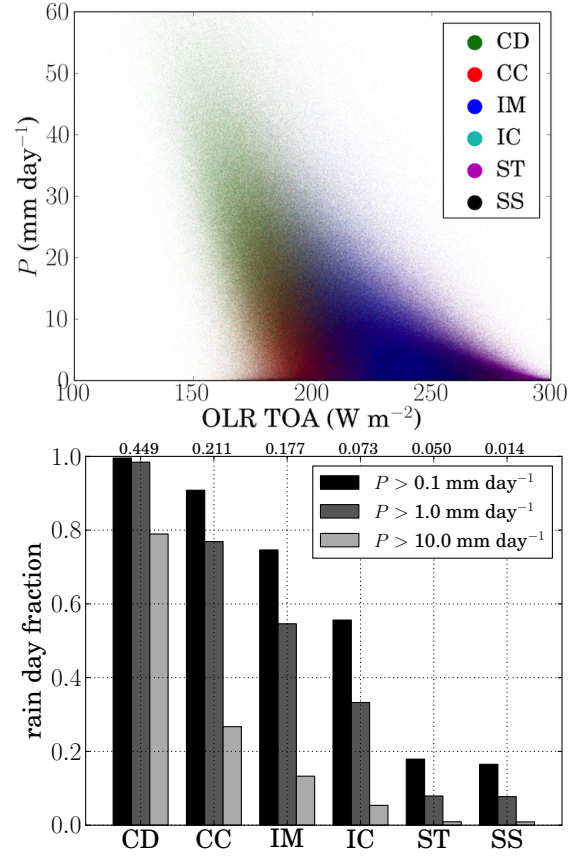 60
50
40
30
20
10
0
P (mm day⁻¹)
CD
CC
IM
IC
ST
SS
100
150
200
250
300
OLR TOA (W m⁻²)
0.449 0.211 0.177 0.073 0.050 0.014
1.0
0.8
0.6
0.4
0.2
0.0
rain day fraction
P > 0.1 mm day⁻¹
P > 1.0 mm day⁻¹
P > 10.0 mm day⁻¹
CD CC IM IC ST SS